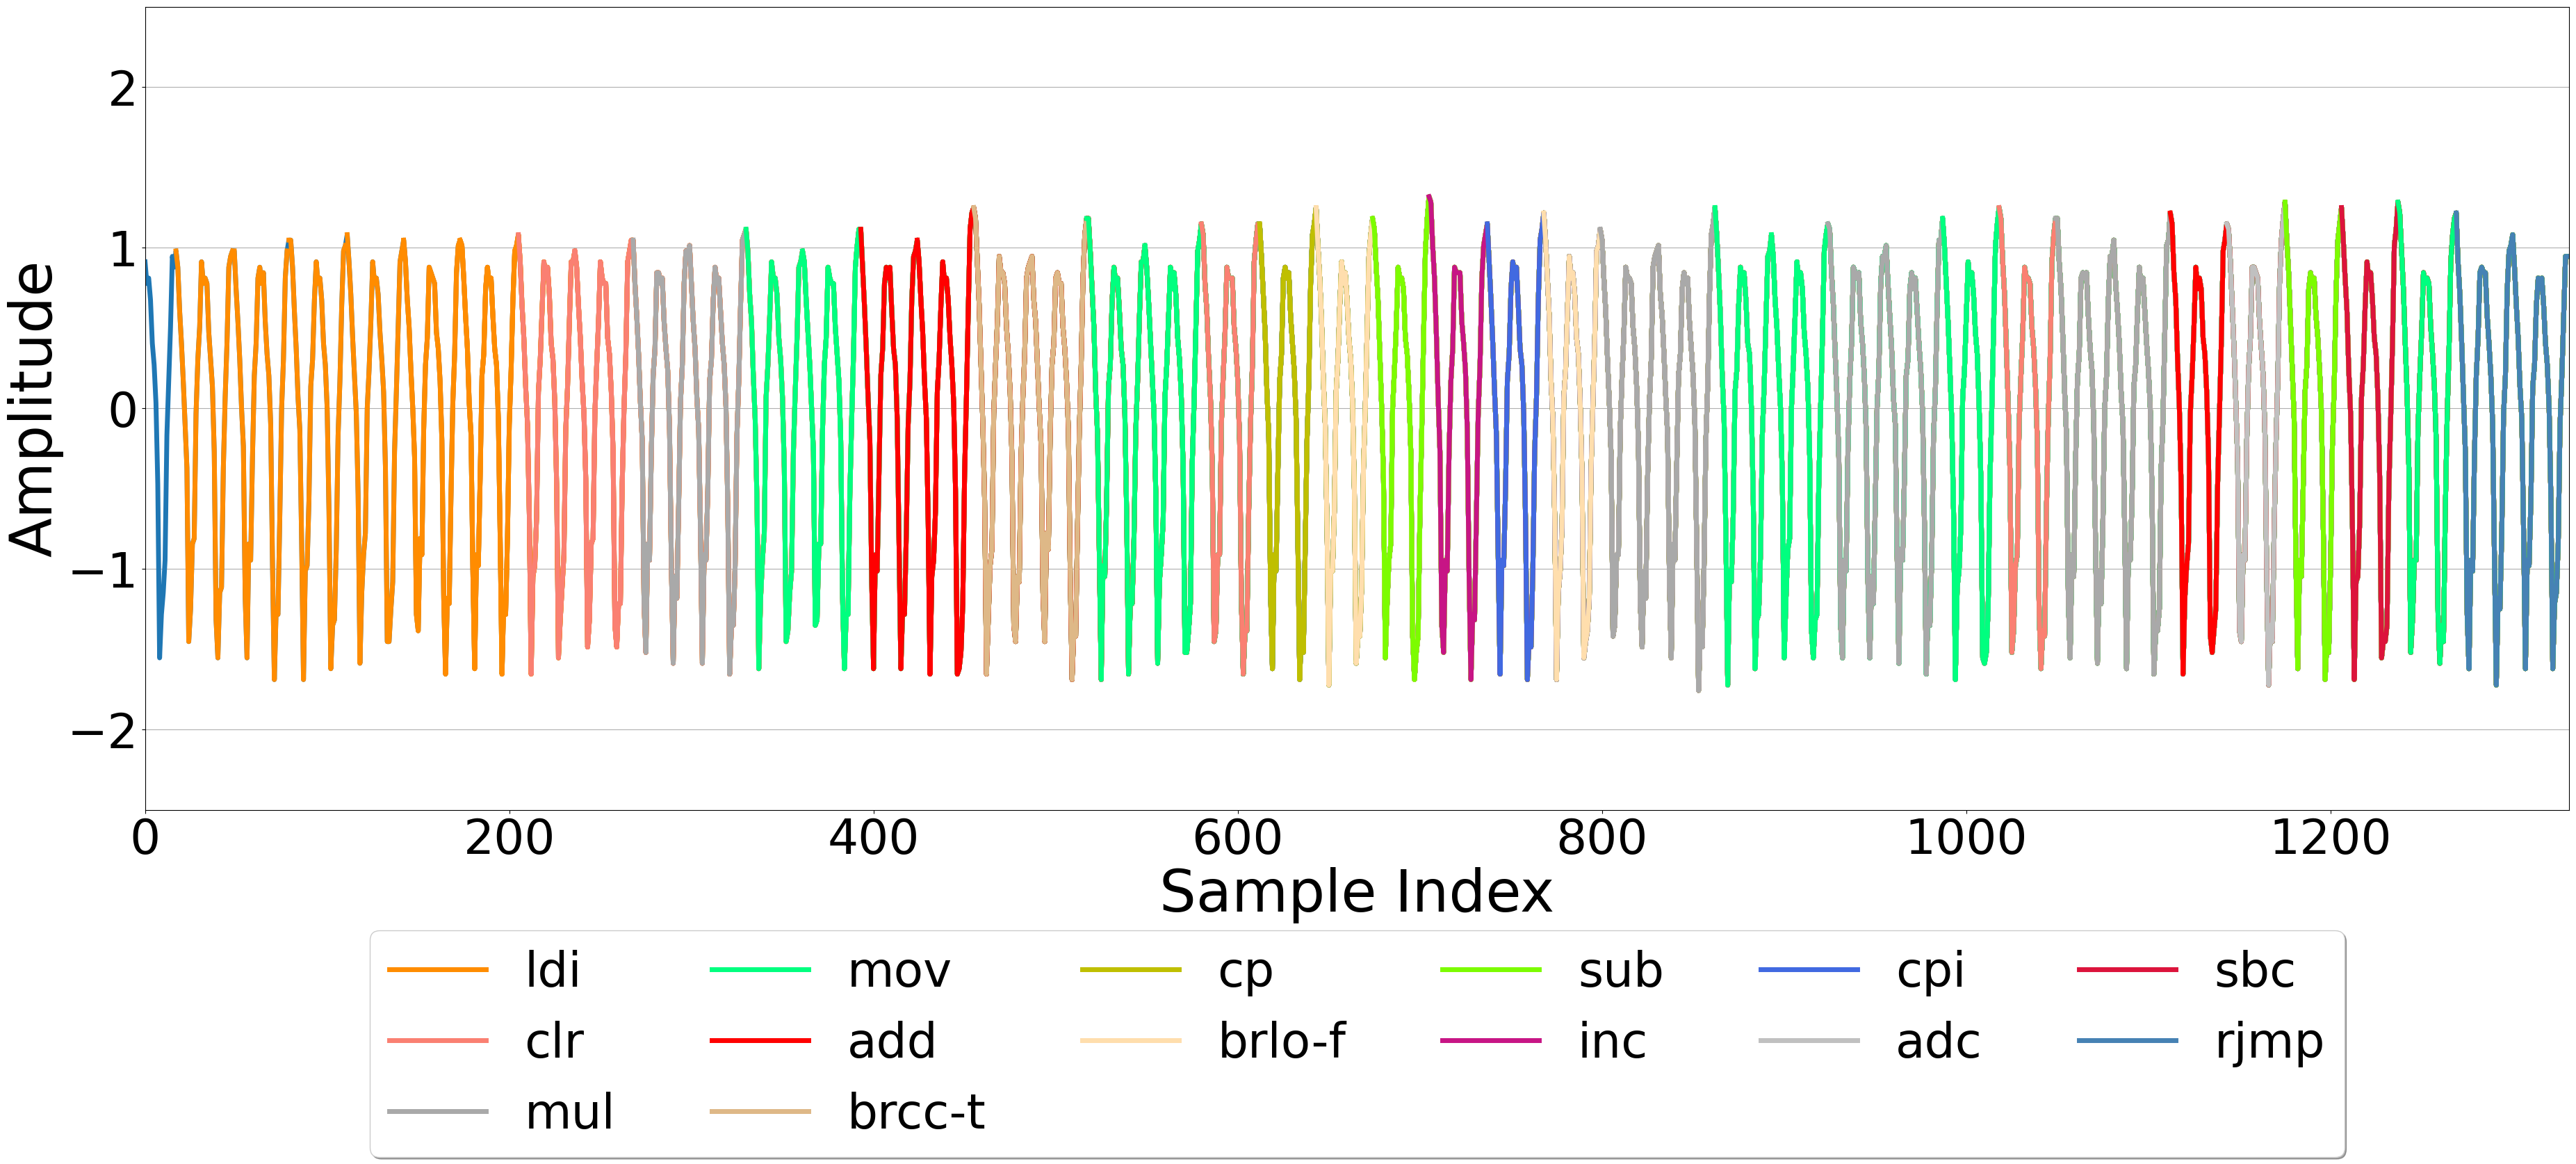 2
1
0
−1
−2
Amplitude
0 200 400 600 800 1000 1200
Sample Index
ldi mov cp sub cpi sbc
clr add brlo-f inc adc rjmp
mul brcc-t